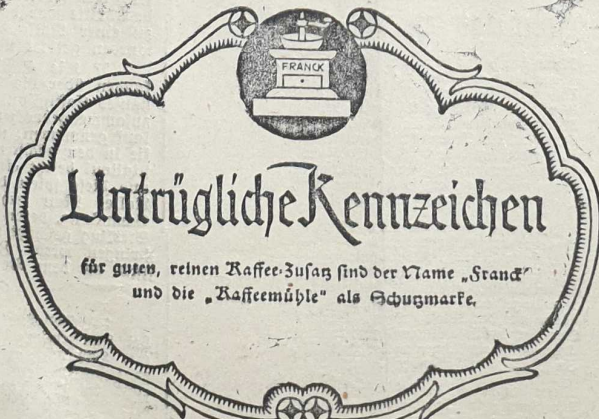 FRANCK
Untrügliche Kennzeichen
für guten, reinen Kaffee-Zusatz sind der Name „Franck“
und die „Kaffeemühle“ als Schutzmarke.